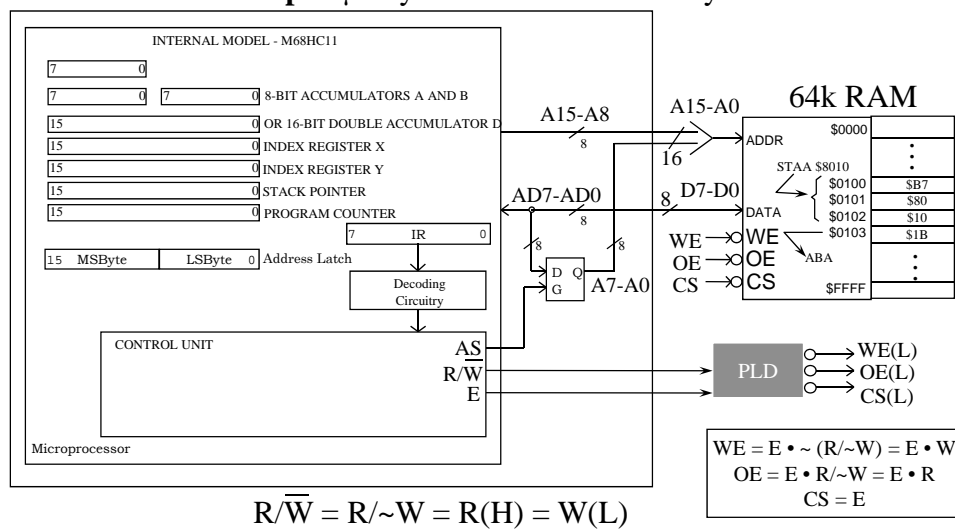 INTERNAL MODEL - M68HC11
7 0
7 0 7 0 8-BIT ACCUMULATORS A AND B
15 0 OR 16-BIT DOUBLE ACCUMULATOR D
15 0 INDEX REGISTER X
15 0 INDEX REGISTER Y
15 0 STACK POINTER
15 0 PROGRAM COUNTER
7 IR 0
15 MSByte LSByte 0 Address Latch
Decoding
Circuitry
CONTROL UNIT
AS
R/W̅
E
Microprocessor
A15-A8
8
AD7-AD0
8
8
8
D Q
G
A7-A0
A15-A0
16
D7-D0
8
WE
OE
CS
64k RAM
ADDR
DATA
WE
OE
CS
$0000
STAA $8010
$0100 $B7
$0101 $80
$0102 $10
$0103 $1B
ABA
$FFFF
PLD
WE(L)
OE(L)
CS(L)
WE = E • ~ (R/~W) = E • W
OE = E • R/~W = E • R
CS = E
R/W̅ = R/~W = R(H) = W(L)